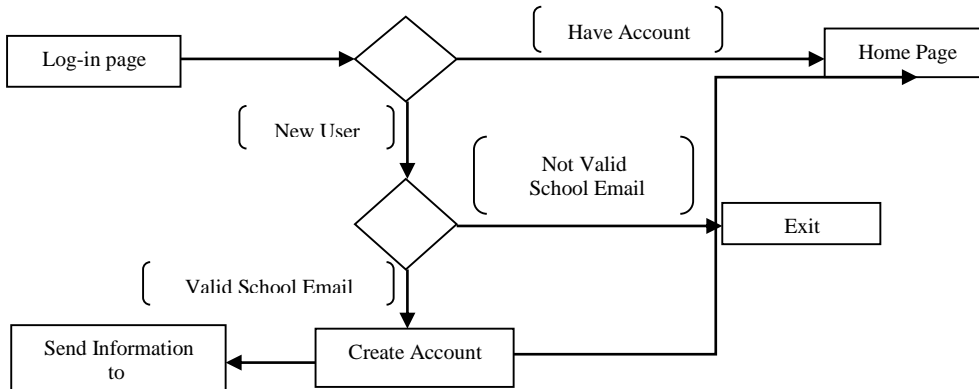 Have Account
Log-in page
Home Page
New User
Not Valid
School Email
Exit
Valid School Email
Send Information
to
Create Account